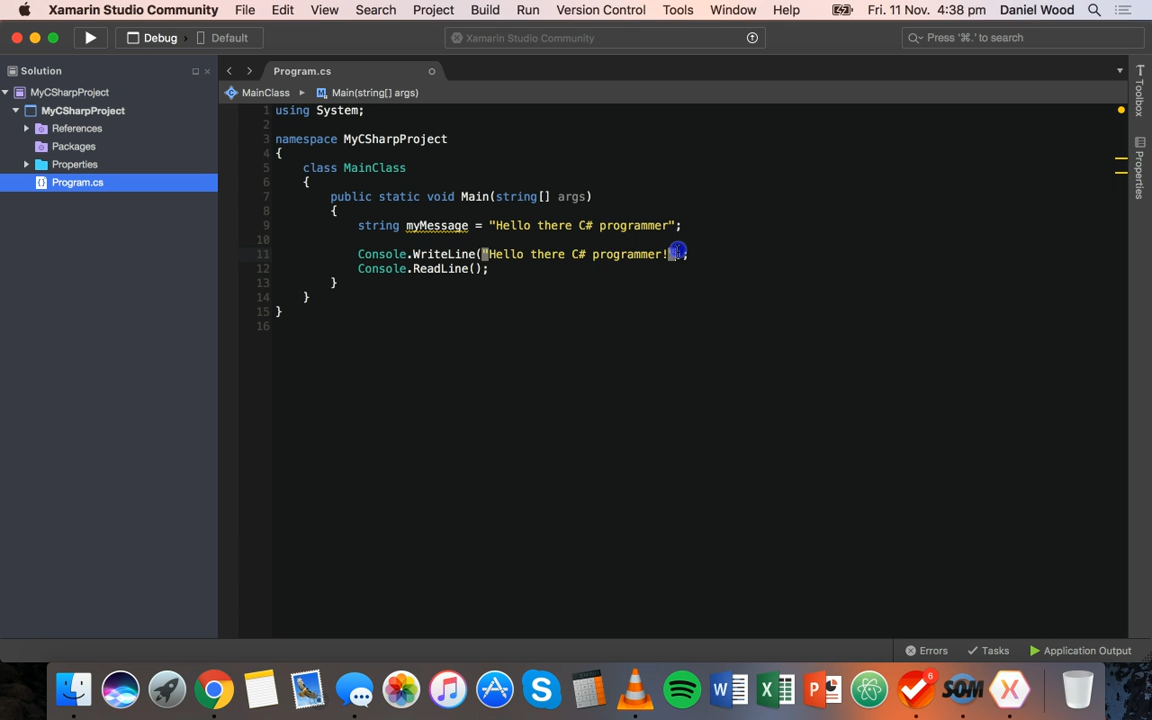 Xamarin Studio Community File Edit View Search Project Build Run Version Control Tools Window Help Fri. 11 Nov. 4:38 pm Daniel Wood
Debug Default Xamarin Studio Community Press '⌘.' to search
Solution
MyCSharpProject
MyCSharpProject
References
Packages
Properties
Program.cs
Program.cs
MainClass Main(string[] args)
1 using System;
2
3 namespace MyCSharpProject
4 {
5 class MainClass
6 {
7 public static void Main(string[] args)
8 {
9 string myMessage = "Hello there C# programmer";
10
11 Console.WriteLine("Hello there C# programmer!
12 Console.ReadLine();
13 }
14 }
15 }
16
Toolbox
Properties
Errors Tasks Application Output
6
W X P SOM X